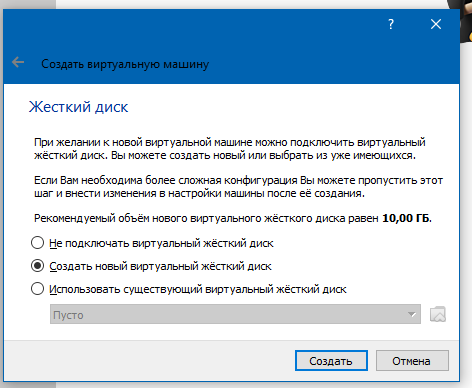 Создать виртуальную машину
Жесткий диск
При желании к новой виртуальной машине можно подключить виртуальный
жёсткий диск. Вы можете создать новый или выбрать из уже имеющихся.
Если Вам необходима более сложная конфигурация Вы можете пропустить этот
шаг и внести изменения в настройки машины после её создания.
Рекомендуемый объём нового виртуального жёсткого диска равен 10,00 ГБ.
Не подключать виртуальный жёсткий диск
Создать новый виртуальный жёсткий диск
Использовать существующий виртуальный жёсткий диск
Пусто
Создать
Отмена